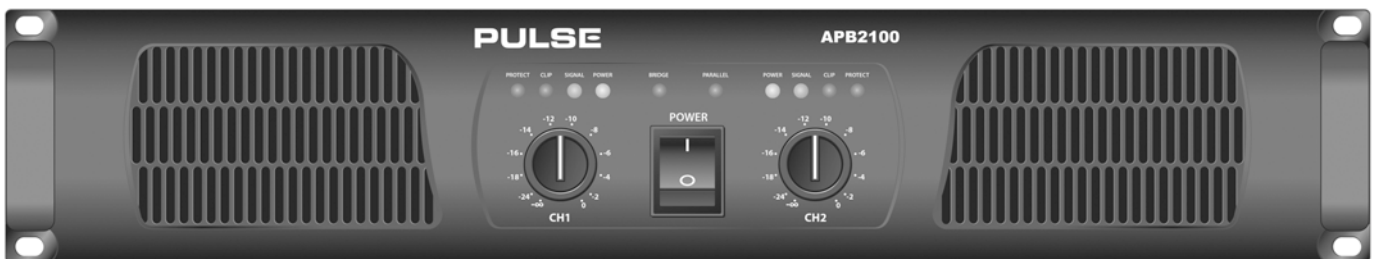 PULSE
APB2100
PROTECT CLIP SIGNAL POWER BRIDGE PARALLEL POWER SIGNAL CLIP PROTECT
POWER
-12 -10
-14 -8
-16 -6
-18 -4
-24 -2
-∞ 0
CH1
I
O
-12 -10
-14 -8
-16 -6
-18 -4
-24 -2
-∞ 0
CH2